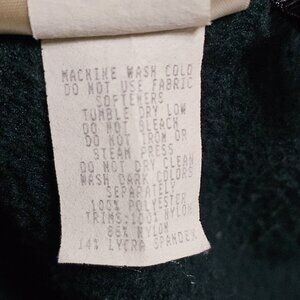 MACHINE WASH COLD
DO NOT USE FABRIC
SOFTENERS
TUMBLE DRY LOW
DO NOT BLEACH
DO NOT IRON OR
STEAM PRESS
DO NOT DRY CLEAN
WASH DARK COLORS
SEPARATELY
100% POLYESTER
TRIMS:100% NYLON
86% NYLON
14% LYCRA SPANDEX